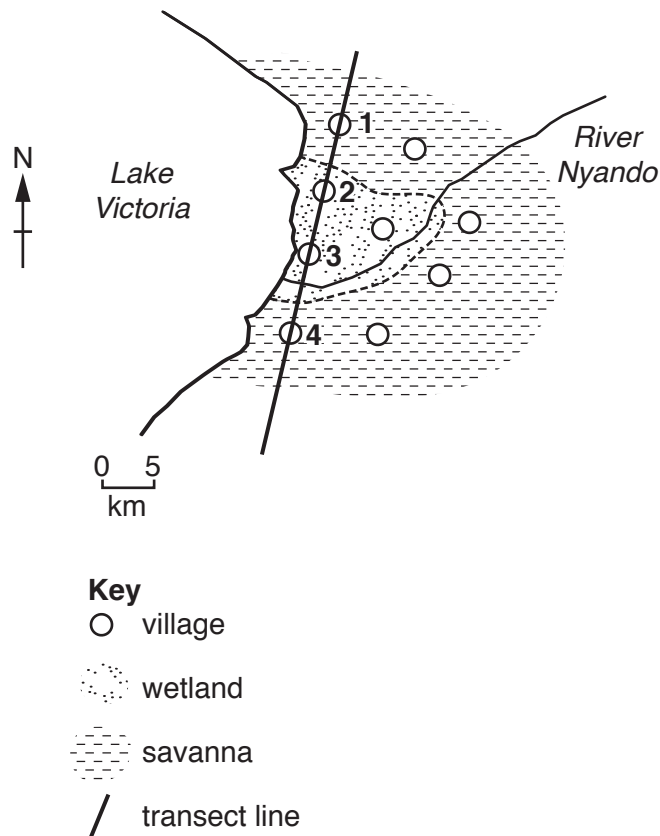 1
N
Lake
Victoria
River
Nyando
2
3
4
0 5
km
Key
village
wetland
savanna
transect line